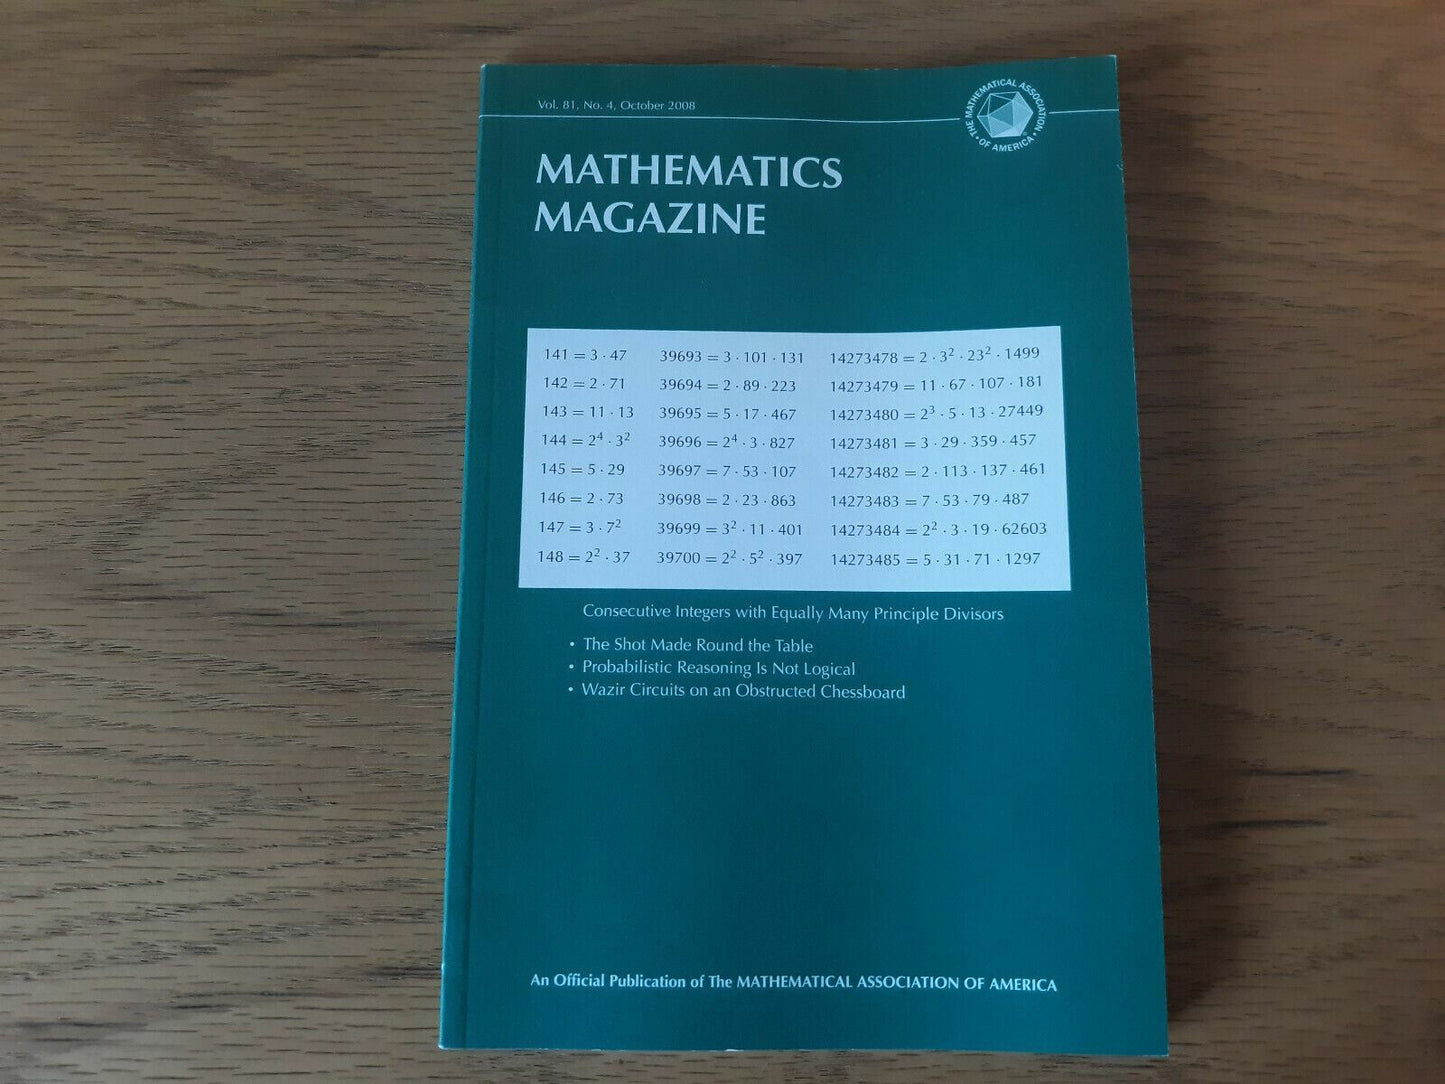 Vol. 81, No. 4, October 2008
THE MATHEMATICAL ASSOCIATION
• OF AMERICA •
MATHEMATICS
MAGAZINE
141 = 3 · 47 39693 = 3 · 101 · 131 14273478 = 2 · 3² · 23² · 1499
142 = 2 · 71 39694 = 2 · 89 · 223 14273479 = 11 · 67 · 107 · 181
143 = 11 · 13 39695 = 5 · 17 · 467 14273480 = 2³ · 5 · 13 · 27449
144 = 2⁴ · 3² 39696 = 2⁴ · 3 · 827 14273481 = 3 · 29 · 359 · 457
145 = 5 · 29 39697 = 7 · 53 · 107 14273482 = 2 · 113 · 137 · 461
146 = 2 · 73 39698 = 2 · 23 · 863 14273483 = 7 · 53 · 79 · 487
147 = 3 · 7² 39699 = 3² · 11 · 401 14273484 = 2² · 3 · 19 · 62603
148 = 2² · 37 39700 = 2² · 5² · 397 14273485 = 5 · 31 · 71 · 1297
Consecutive Integers with Equally Many Principle Divisors
• The Shot Made Round the Table
• Probabilistic Reasoning Is Not Logical
• Wazir Circuits on an Obstructed Chessboard
An Official Publication of The MATHEMATICAL ASSOCIATION OF AMERICA